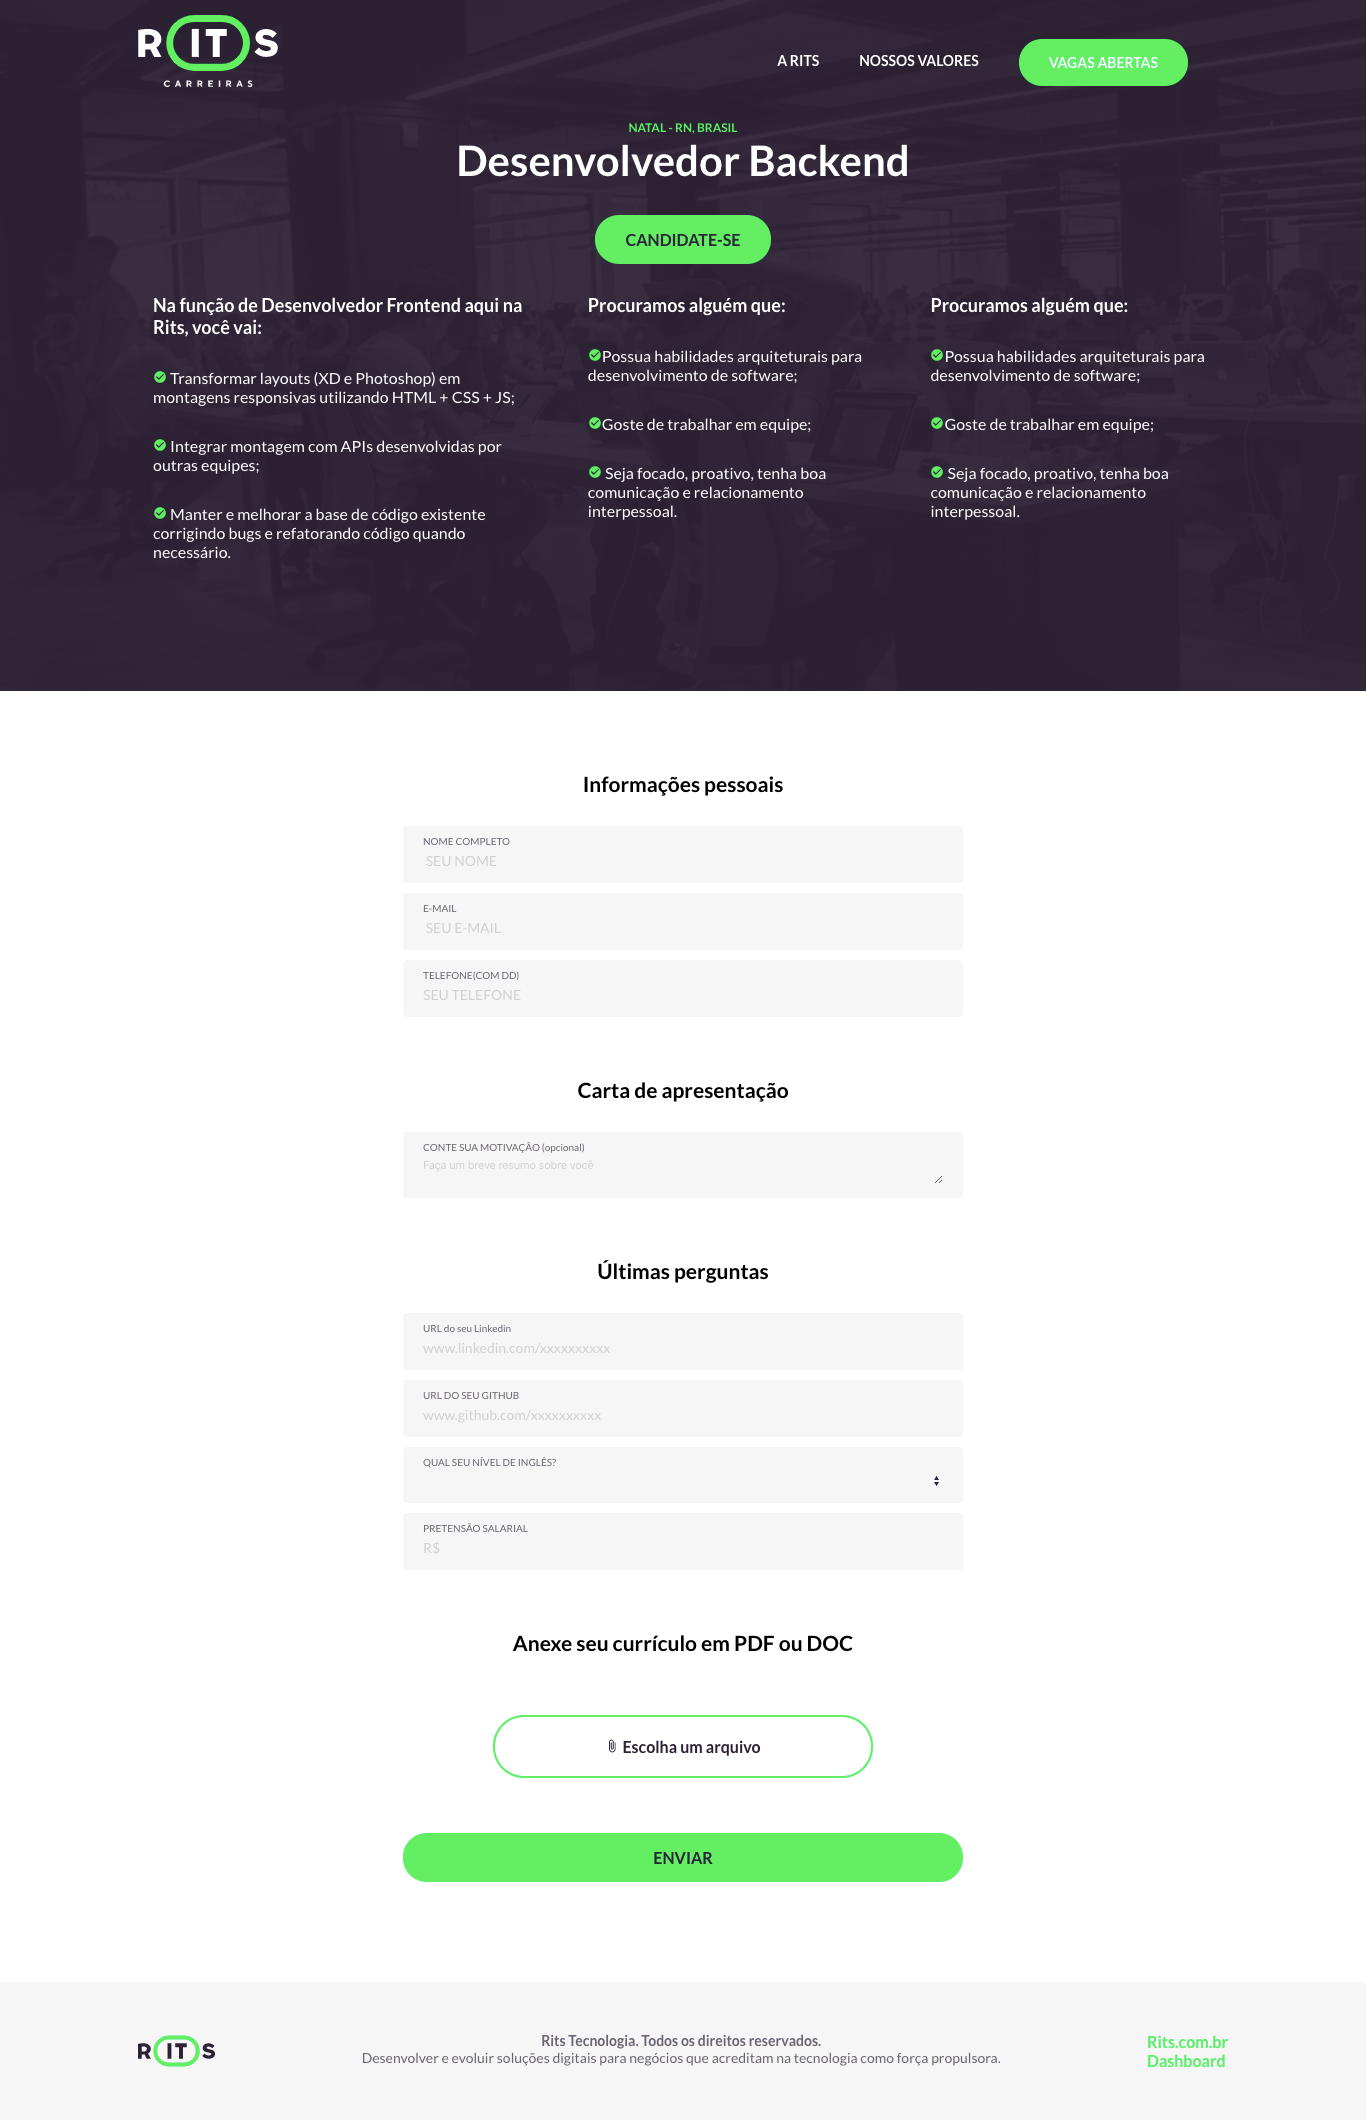 RITS
CARREIRAS
A RITS
NOSSOS VALORES
VAGAS ABERTAS
NATAL - RN, BRASIL
Desenvolvedor Backend
CANDIDATE-SE
Na função de Desenvolvedor Frontend aqui na
Rits, você vai:
Transformar layouts (XD e Photoshop) em
montagens responsivas utilizando HTML + CSS + JS;
Integrar montagem com APIs desenvolvidas por
outras equipes;
Manter e melhorar a base de código existente
corrigindo bugs e refatorando código quando
necessário.
Procuramos alguém que:
Possua habilidades arquiteturais para
desenvolvimento de software;
Goste de trabalhar em equipe;
Seja focado, proativo, tenha boa
comunicação e relacionamento
interpessoal.
Procuramos alguém que:
Possua habilidades arquiteturais para
desenvolvimento de software;
Goste de trabalhar em equipe;
Seja focado, proativo, tenha boa
comunicação e relacionamento
interpessoal.
Informações pessoais
NOME COMPLETO
SEU NOME
E-MAIL
SEU E-MAIL
TELEFONE(COM DD)
SEU TELEFONE
Carta de apresentação
CONTE SUA MOTIVAÇÃO (opcional)
Faça um breve resumo sobre você
Últimas perguntas
URL do seu Linkedin
www.linkedin.com/xxxxxxxxxx
URL DO SEU GITHUB
www.github.com/xxxxxxxxxx
QUAL SEU NÍVEL DE INGLÊS?
PRETENSÃO SALARIAL
R$
Anexe seu currículo em PDF ou DOC
Escolha um arquivo
ENVIAR
RITS
Rits Tecnologia. Todos os direitos reservados.
Desenvolver e evoluir soluções digitais para negócios que acreditam na tecnologia como força propulsora.
Rits.com.br
Dashboard